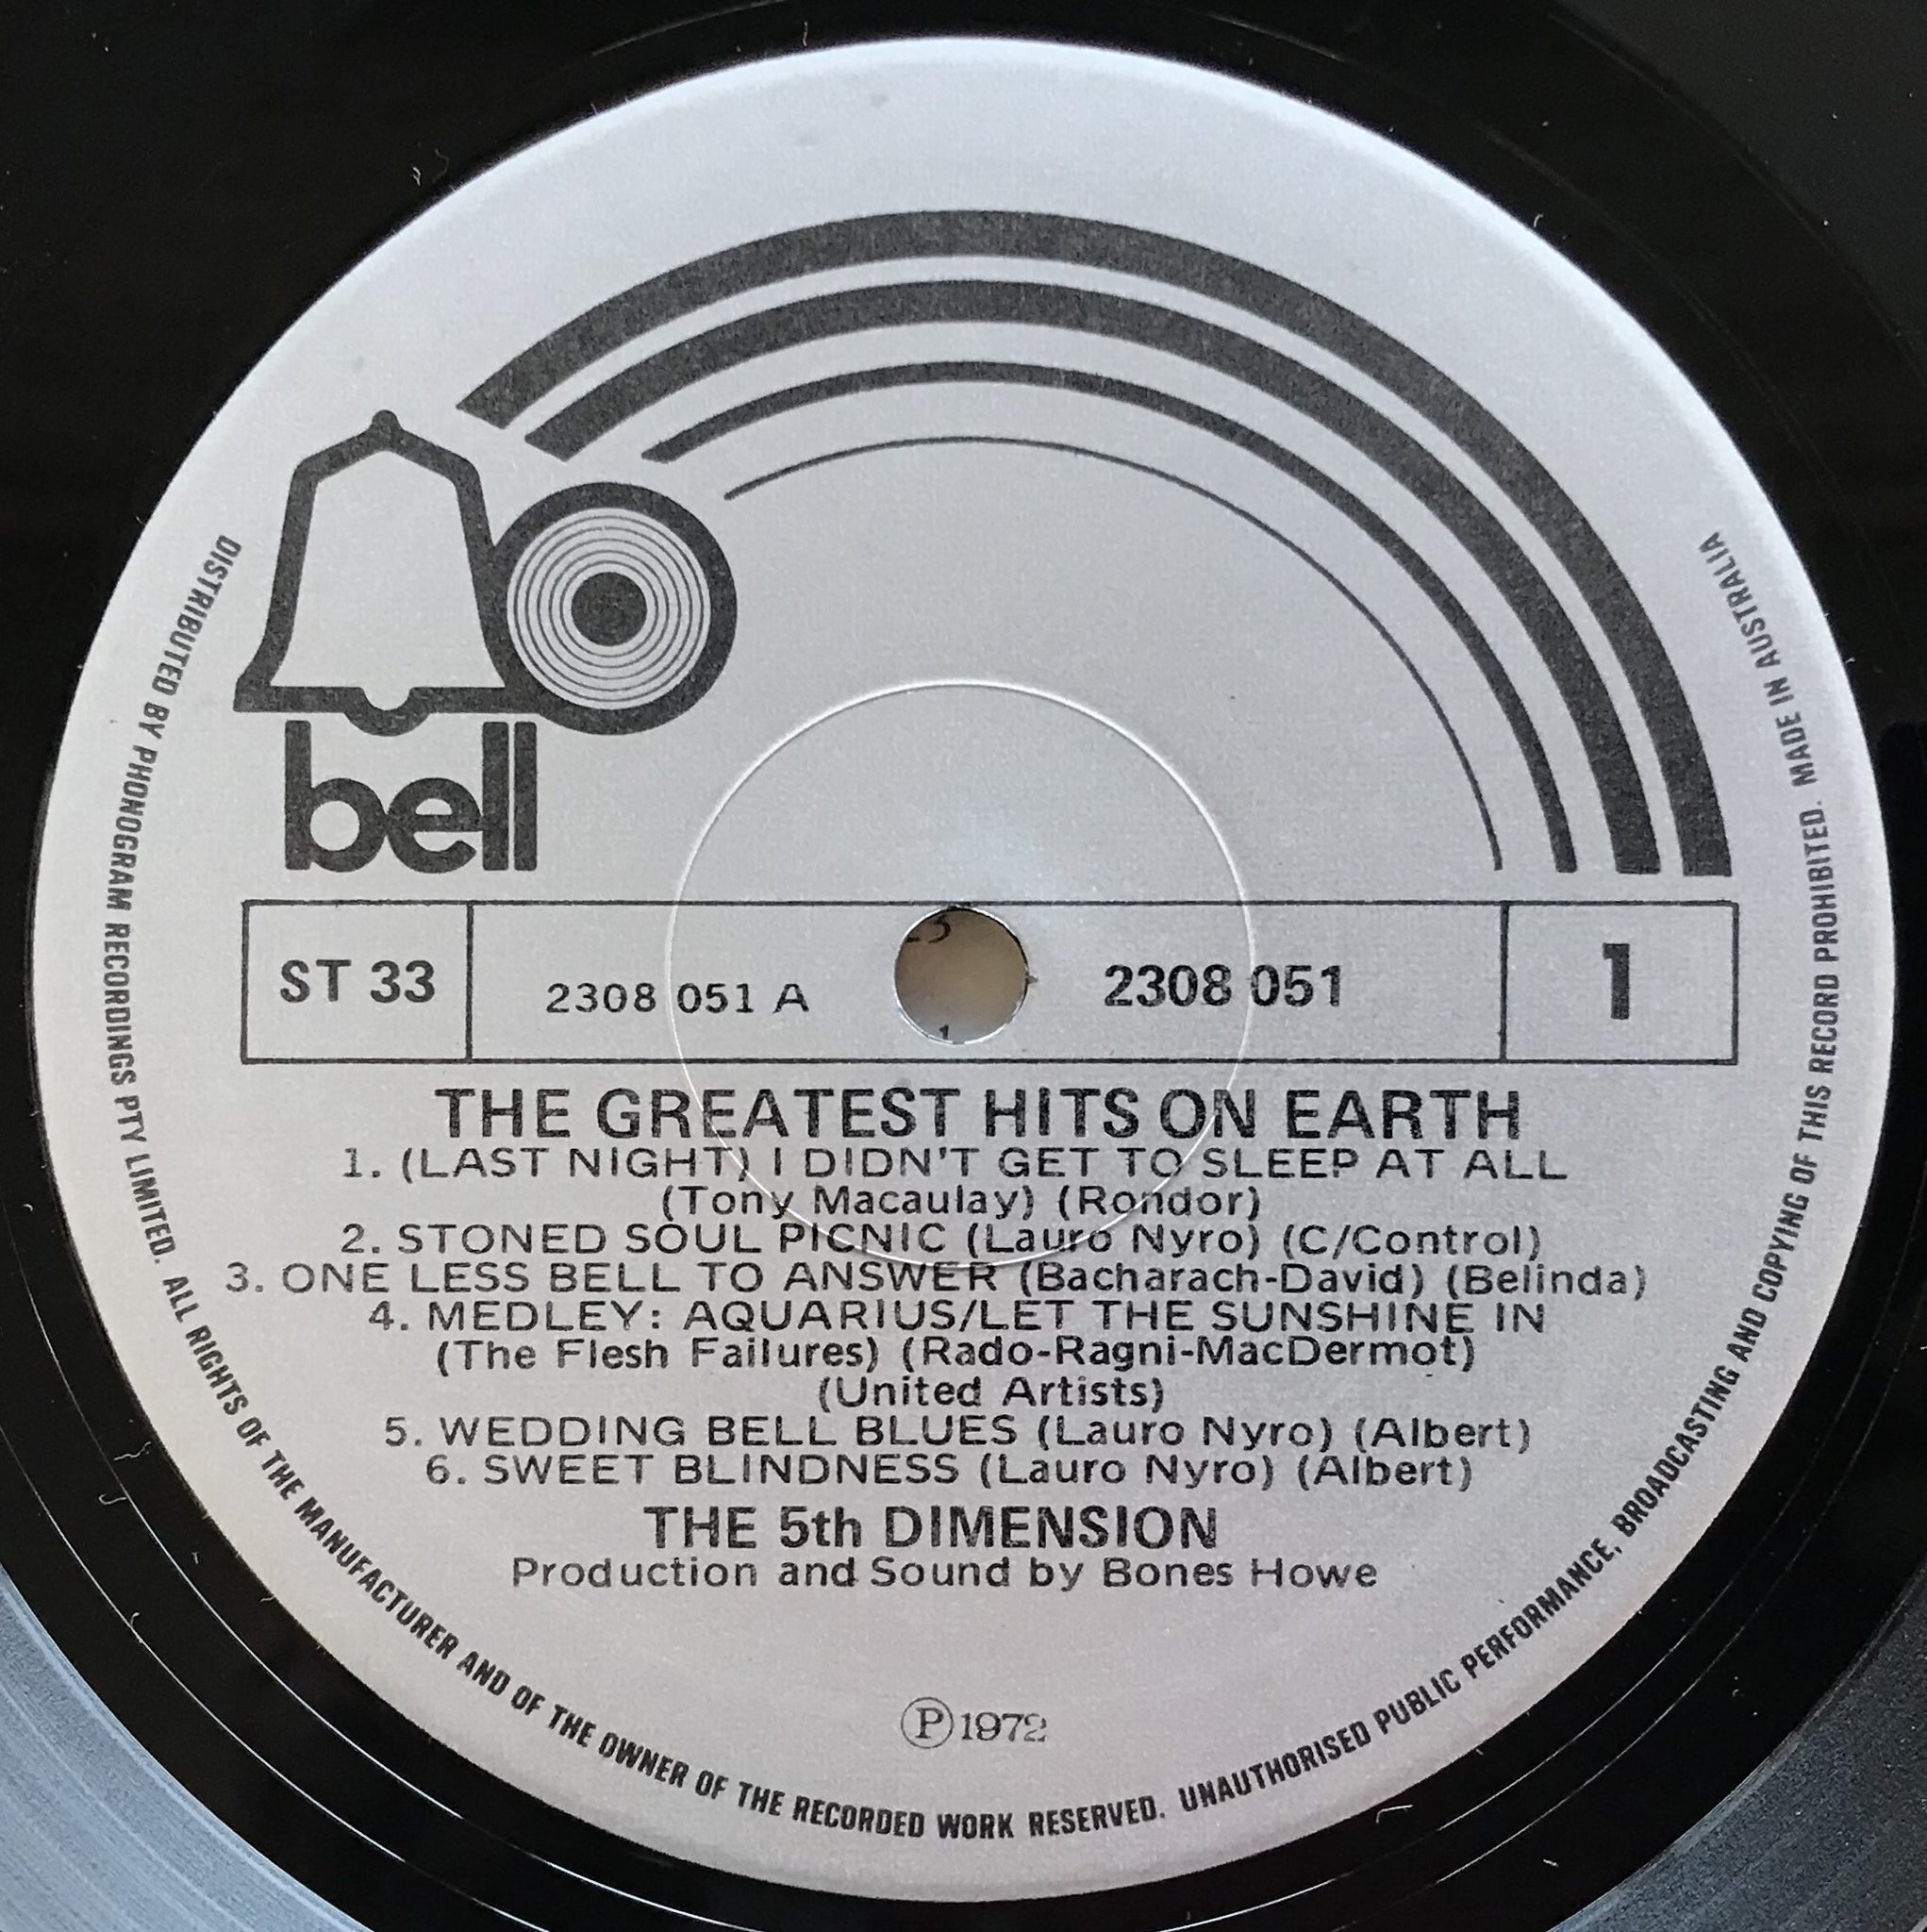 bell
ST 33
2308 051 A
2308 051
1
THE GREATEST HITS ON EARTH
1. (LAST NIGHT) I DIDN'T GET TO SLEEP AT ALL
(Tony Macaulay) (Rondor)
2. STONED SOUL PICNIC (Lauro Nyro) (C/Control)
3. ONE LESS BELL TO ANSWER (Bacharach-David) (Belinda)
4. MEDLEY: AQUARIUS/LET THE SUNSHINE IN
(The Flesh Failures) (Rado-Ragni-MacDermot)
(United Artists)
5. WEDDING BELL BLUES (Lauro Nyro) (Albert)
6. SWEET BLINDNESS (Lauro Nyro) (Albert)
THE 5th DIMENSION
Production and Sound by Bones Howe
Ⓟ1972
DISTRIBUTED BY PHONOGRAM RECORDINGS PTY LIMITED. ALL RIGHTS OF THE MANUFACTURER AND OF THE OWNER OF THE RECORDED WORK RESERVED. UNAUTHORISED PUBLIC PERFORMANCE, BROADCASTING AND COPYING OF THIS RECORD PROHIBITED. MADE IN AUSTRALIA